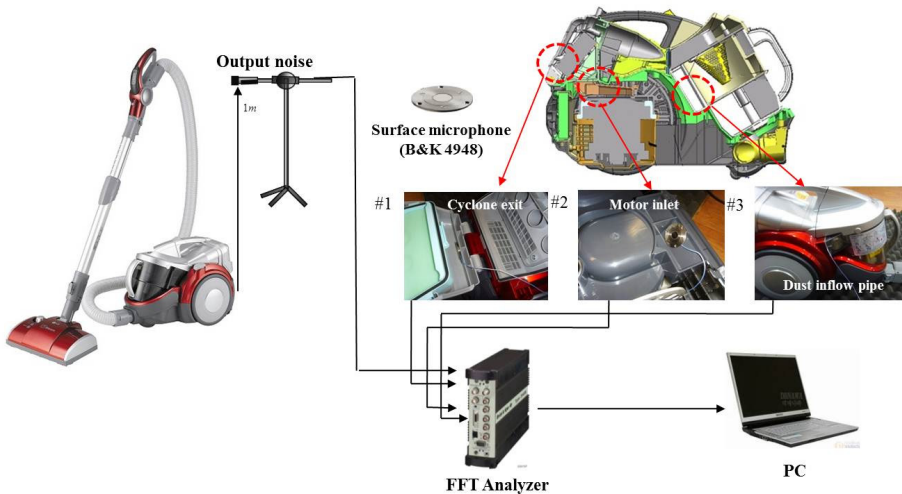 Output noise
1m
Surface microphone
(B&K 4948)
#1
Cyclone exit
#2
Motor inlet
#3
Dust inflow pipe
FFT Analyzer
PC